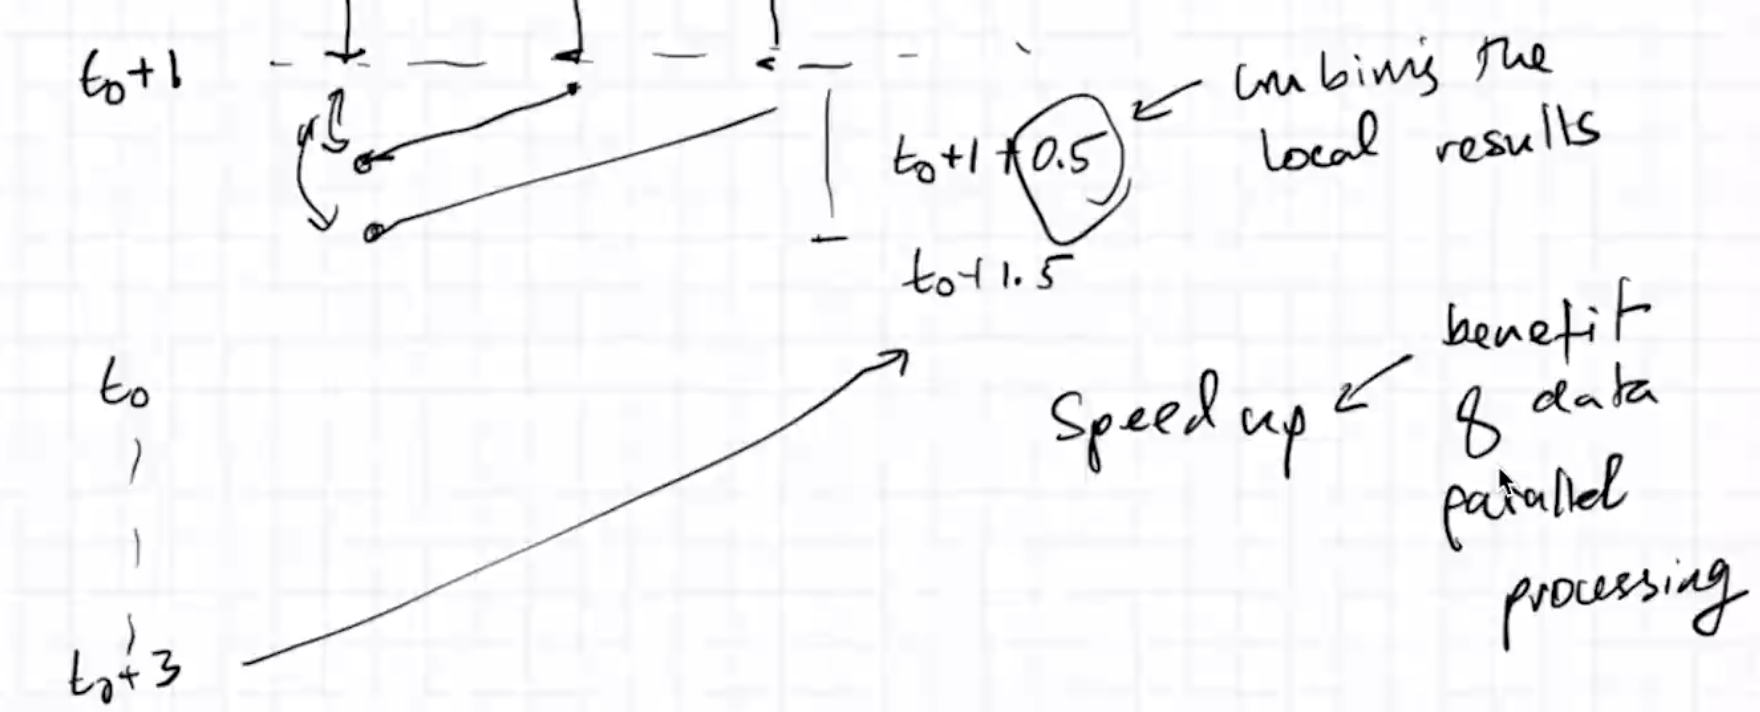 t₀+1
combining the
local results
t₀+1+0.5
t₀+1.5
t₀
Speed up
benefit
of data
parallel
processing
t₀+3